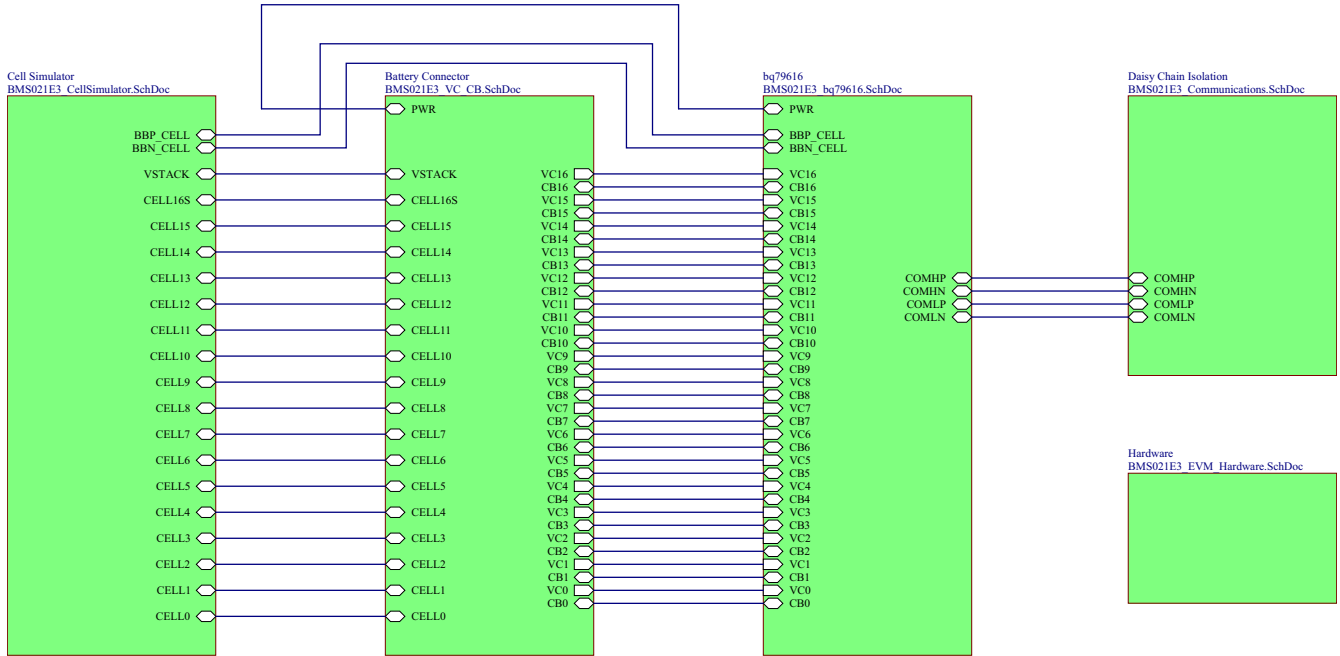 Cell Simulator
BMS021E3_CellSimulator.SchDoc
BBP_CELL
BBN_CELL
VSTACK
CELL16S
CELL15
CELL14
CELL13
CELL12
CELL11
CELL10
CELL9
CELL8
CELL7
CELL6
CELL5
CELL4
CELL3
CELL2
CELL1
CELL0
Battery Connector
BMS021E3_VC_CB.SchDoc
PWR
VSTACK
CELL16S
CELL15
CELL14
CELL13
CELL12
CELL11
CELL10
CELL9
CELL8
CELL7
CELL6
CELL5
CELL4
CELL3
CELL2
CELL1
CELL0
VC16
CB16
VC15
CB15
VC14
CB14
VC13
CB13
VC12
CB12
VC11
CB11
VC10
CB10
VC9
CB9
VC8
CB8
VC7
CB7
VC6
CB6
VC5
CB5
VC4
CB4
VC3
CB3
VC2
CB2
VC1
CB1
VC0
CB0
bq79616
BMS021E3_bq79616.SchDoc
PWR
BBP_CELL
BBN_CELL
VC16
CB16
VC15
CB15
VC14
CB14
VC13
CB13
VC12
CB12
VC11
CB11
VC10
CB10
VC9
CB9
VC8
CB8
VC7
CB7
VC6
CB6
VC5
CB5
VC4
CB4
VC3
CB3
VC2
CB2
VC1
CB1
VC0
CB0
COMHP
COMHN
COMLP
COMLN
Daisy Chain Isolation
BMS021E3_Communications.SchDoc
COMHP
COMHN
COMLP
COMLN
Hardware
BMS021E3_EVM_Hardware.SchDoc